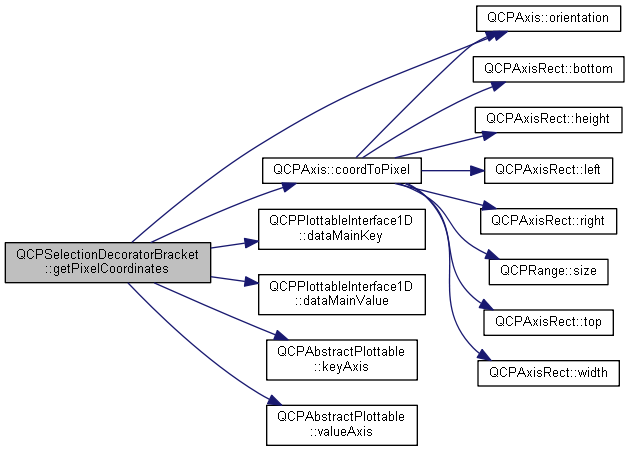 QCPSelectionDecoratorBracket
::getPixelCoordinates
QCPAxis::coordToPixel
QCPPlottableInterface1D
::dataMainKey
QCPPlottableInterface1D
::dataMainValue
QCPAbstractPlottable
::keyAxis
QCPAbstractPlottable
::valueAxis
QCPAxis::orientation
QCPAxisRect::bottom
QCPAxisRect::height
QCPAxisRect::left
QCPAxisRect::right
QCPRange::size
QCPAxisRect::top
QCPAxisRect::width